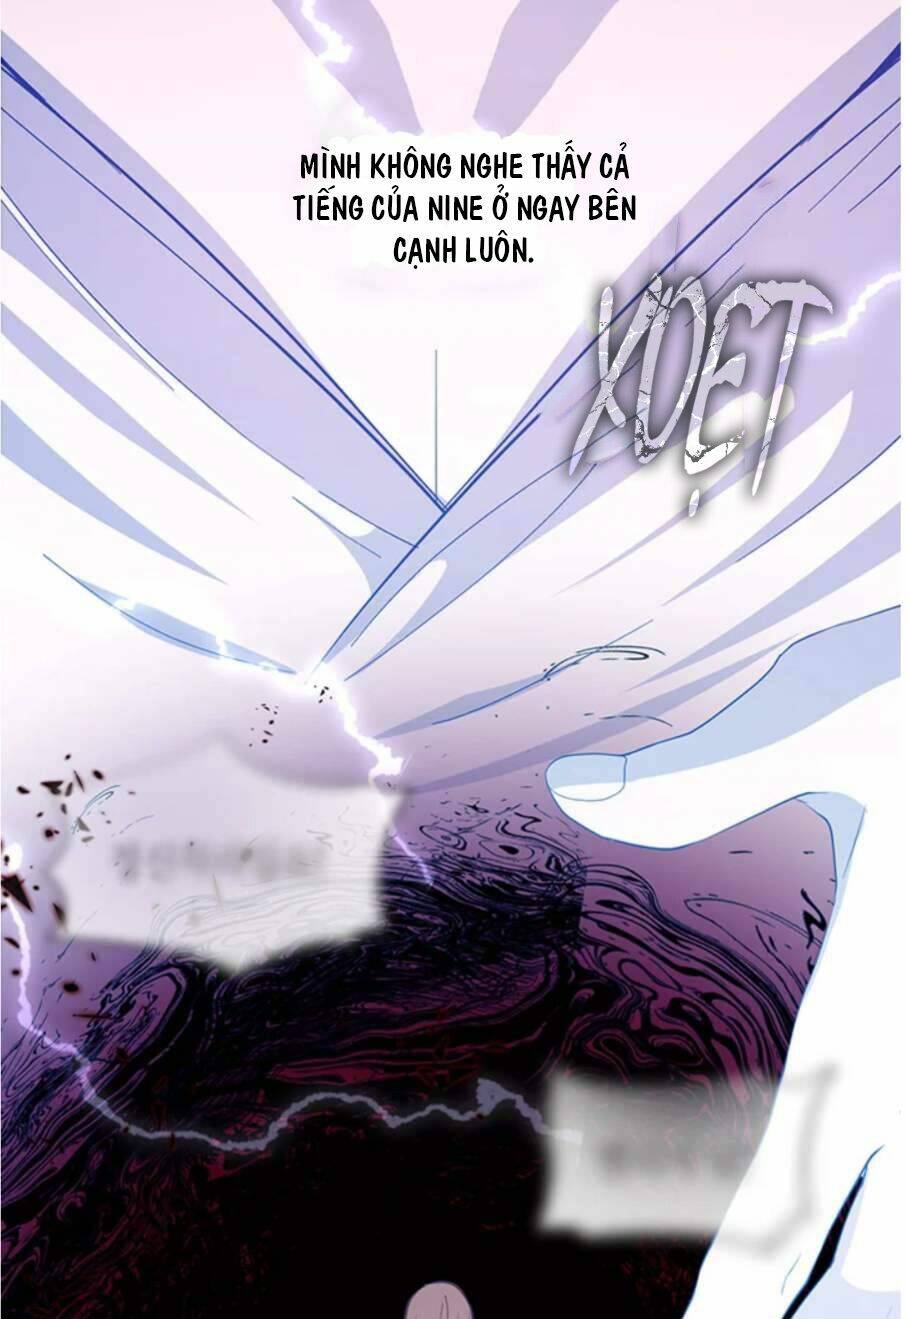 MÌNH KHÔNG NGHE THẤY CẢ
TIẾNG CỦA NINE Ở NGAY BÊN
CẠNH LUÔN.
XOẸT